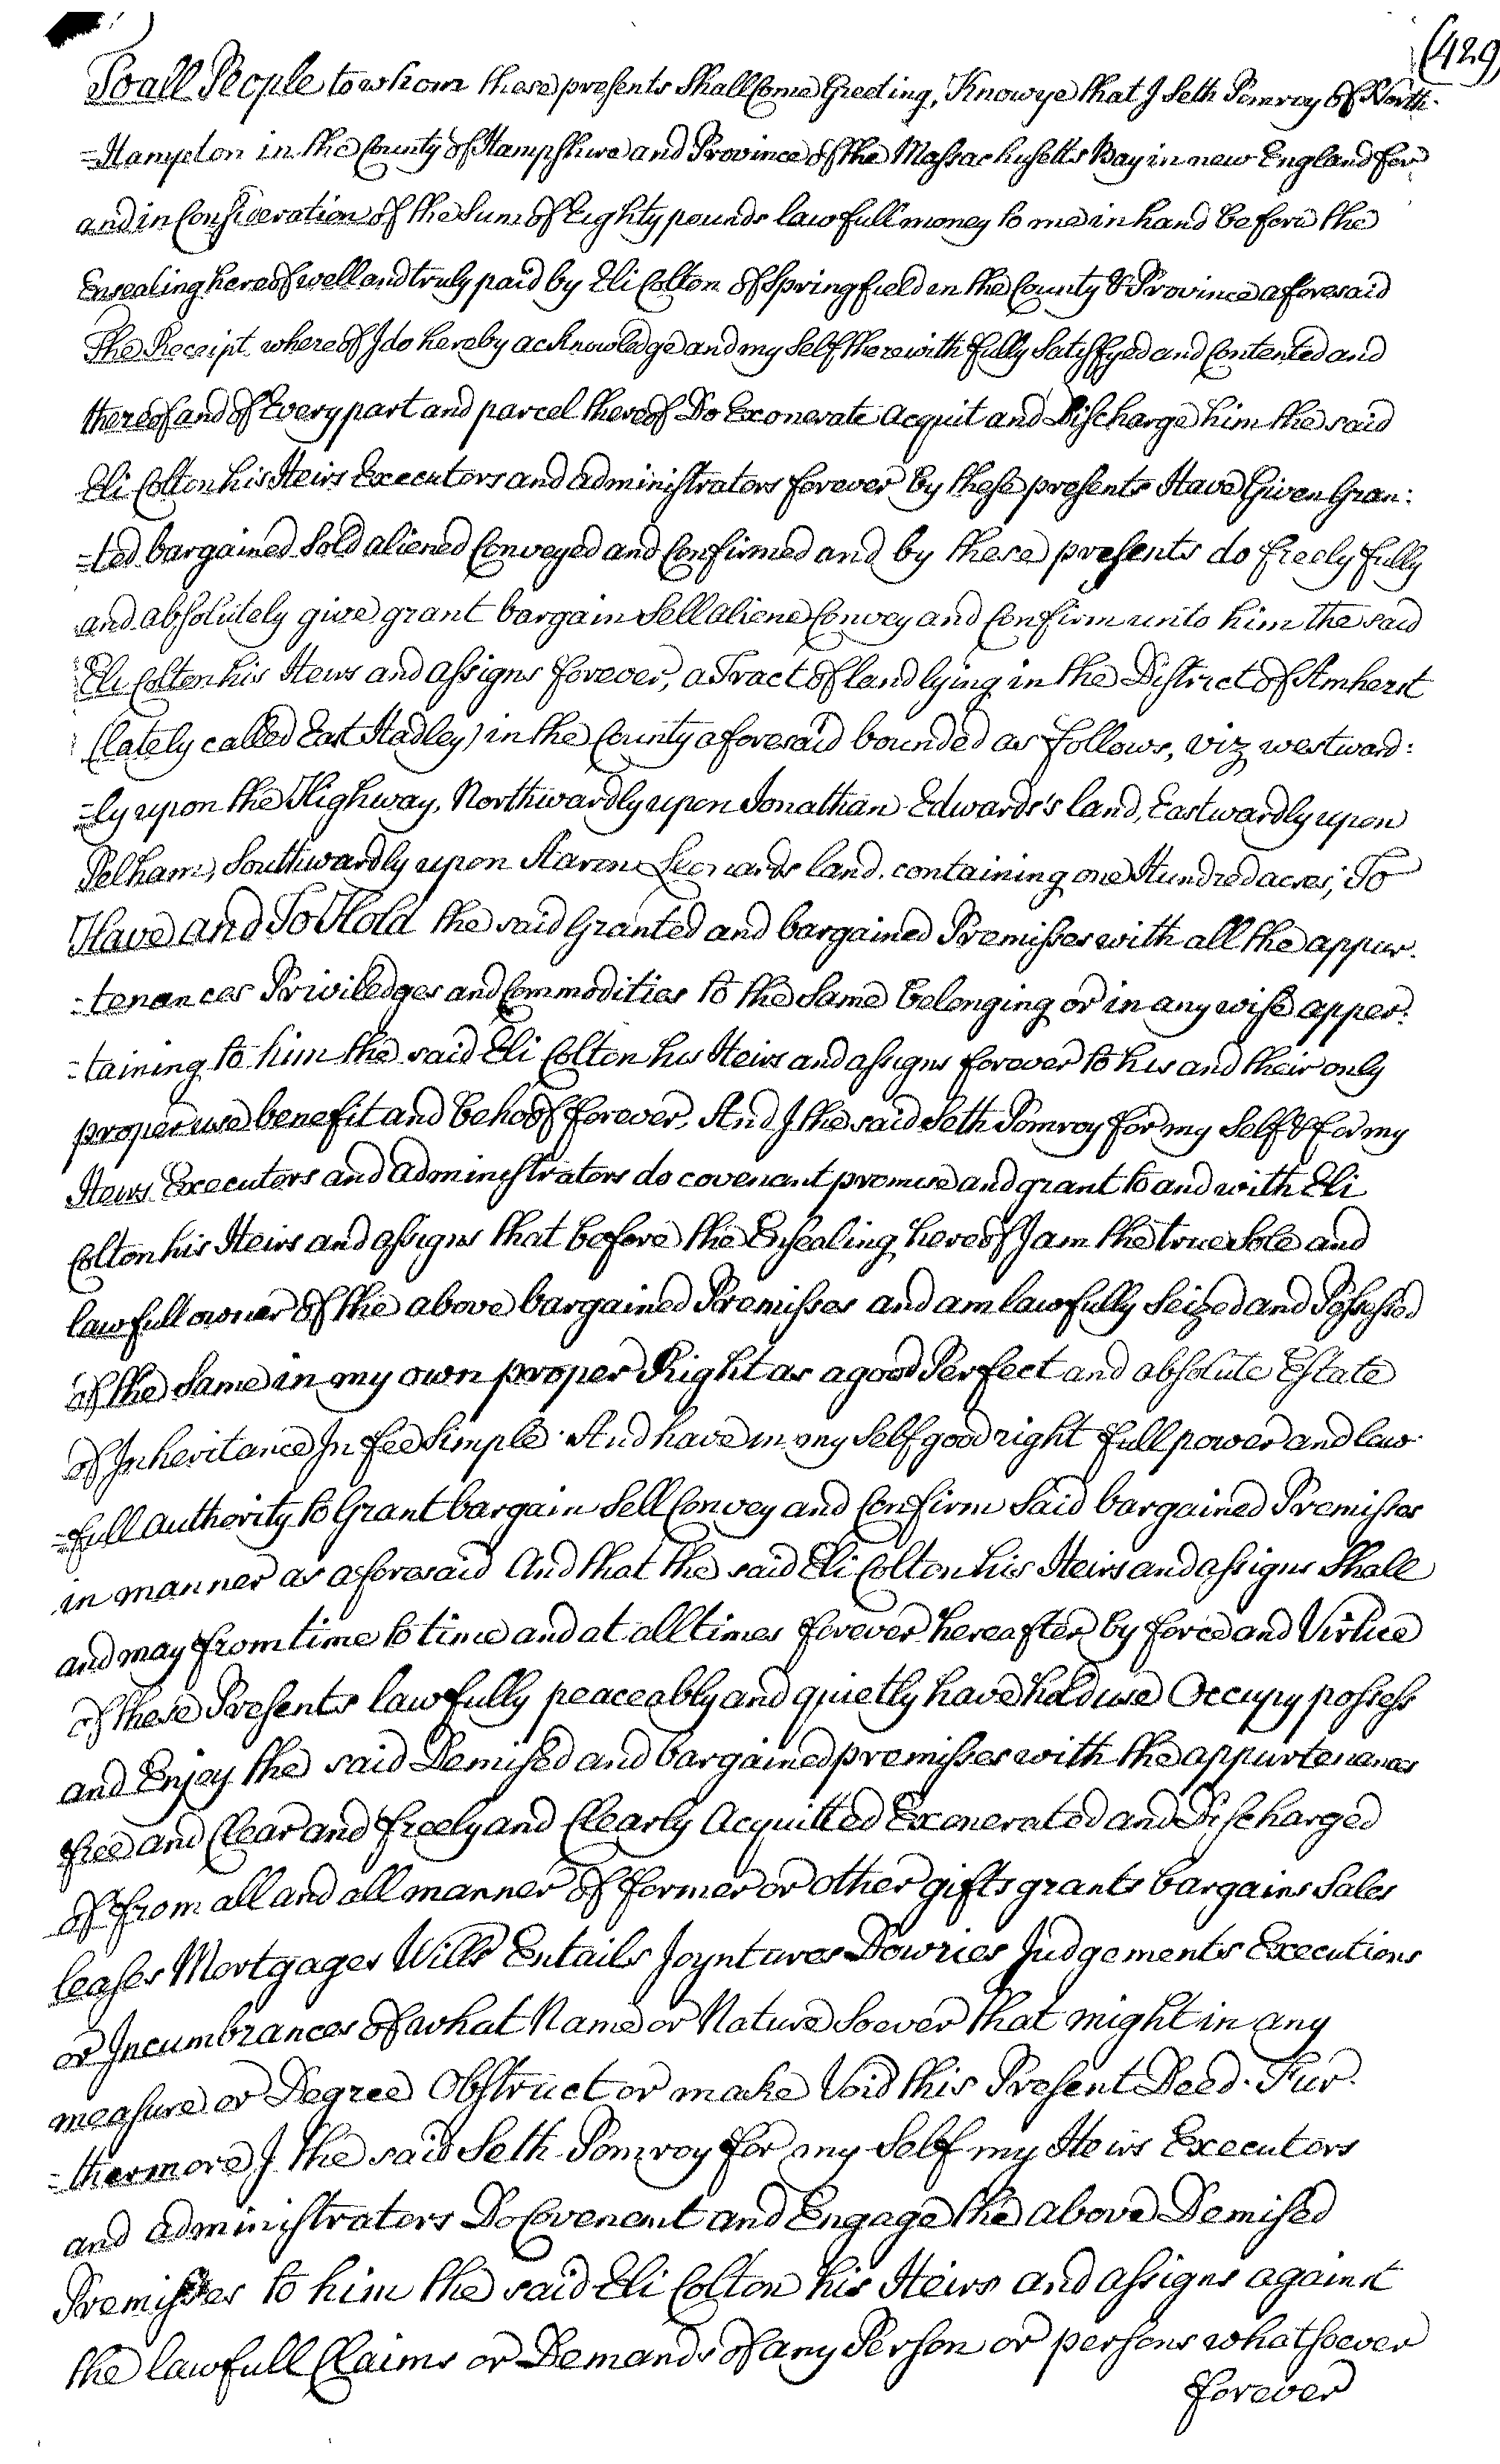 (429)
To all People to whom these presents Shall Come Greeting, Know ye that I Seth Pomroy of North-
=Hampton in the County of Hampshire and Province of the Massachusetts Bay in new England for
and in Consideration of the Sum of Eighty pounds lawfull money to me in hand before the
Ensealing hereof well and truly paid by Eli Colton of Springfield in the County & Province aforesaid
The Receipt whereof I do hereby acknowledge and my Self therewith fully Satisfyed and Contented and
thereof and of Every part and parcel thereof Do Exonerate acquit and Discharge him the said
Eli Colton his Heirs Executors and administrators forever by these presents Have Given Gran:
=ted bargained Sold aliened Conveyed and Confirmed and by these presents do freely fully
and absolutely give grant bargain Sell aliene Convey and Confirm unto him the said
Eli Colton his Heirs and assigns forever, a Tract of land lying in the District of Amherst
(lately called East Hadley) in the County aforesaid bounded as follows, viz westward:
=ly upon the Highway, Northwardly upon Jonathan Edwards's land, Eastwardly upon
Pelham, Southwardly upon Aaron Leonards land, containing one Hundred acres; To
Have and To Hold the said Granted and bargained Premisses with all the appur-
=tenances Priviledges and Commodities to the Same belonging or in any wise apper:
=taining to him the said Eli Colton his Heirs and assigns forever to his and their only
proper use benefit and behoof forever. And I the said Seth Pomroy for my Self & for my
Heirs Executors and administrators do covenant promise and grant to and with Eli
Colton his Heirs and assigns that before the Ensealing hereof I am the true Sole and
lawfull owner of the above bargained Premisses and am lawfully Seized and Possessed
of the Same in my own proper Right as a good Perfect and absolute Estate
of Inheritance In fee Simple. And have in my Self good right full power and law-
=full authority to Grant bargain Sell Convey and Confirm Said bargained Premisses
in manner as aforesaid And that the said Eli Colton his Heirs and assigns Shall
and may from time to time and at all times forever hereafter by force and Virtue
of these Presents lawfully peaceably and quietly have hold use Occupy possess
and Enjoy the said Demised and bargained premisses with the appurtenances
free and Clear and freely and Clearly Acquitted Exonerated and Discharged
of from all and all manner of former or other gifts grants bargains Sales
leases Mortgages Wills Entails Joyntures Dowries Judgements Executions
or Incumbrances of what Name or Nature Soever that might in any
measure or Degree Obstruct or make Void this Present Deed. Fur-
=thermore I the said Seth Pomroy for my Self my Heirs Executors
and administrators Do Covenant and Engage the above Demised
Premisses to him the said Eli Colton his Heirs and assigns against
the lawfull Claims or Demands of any Person or persons whatsoever
forever